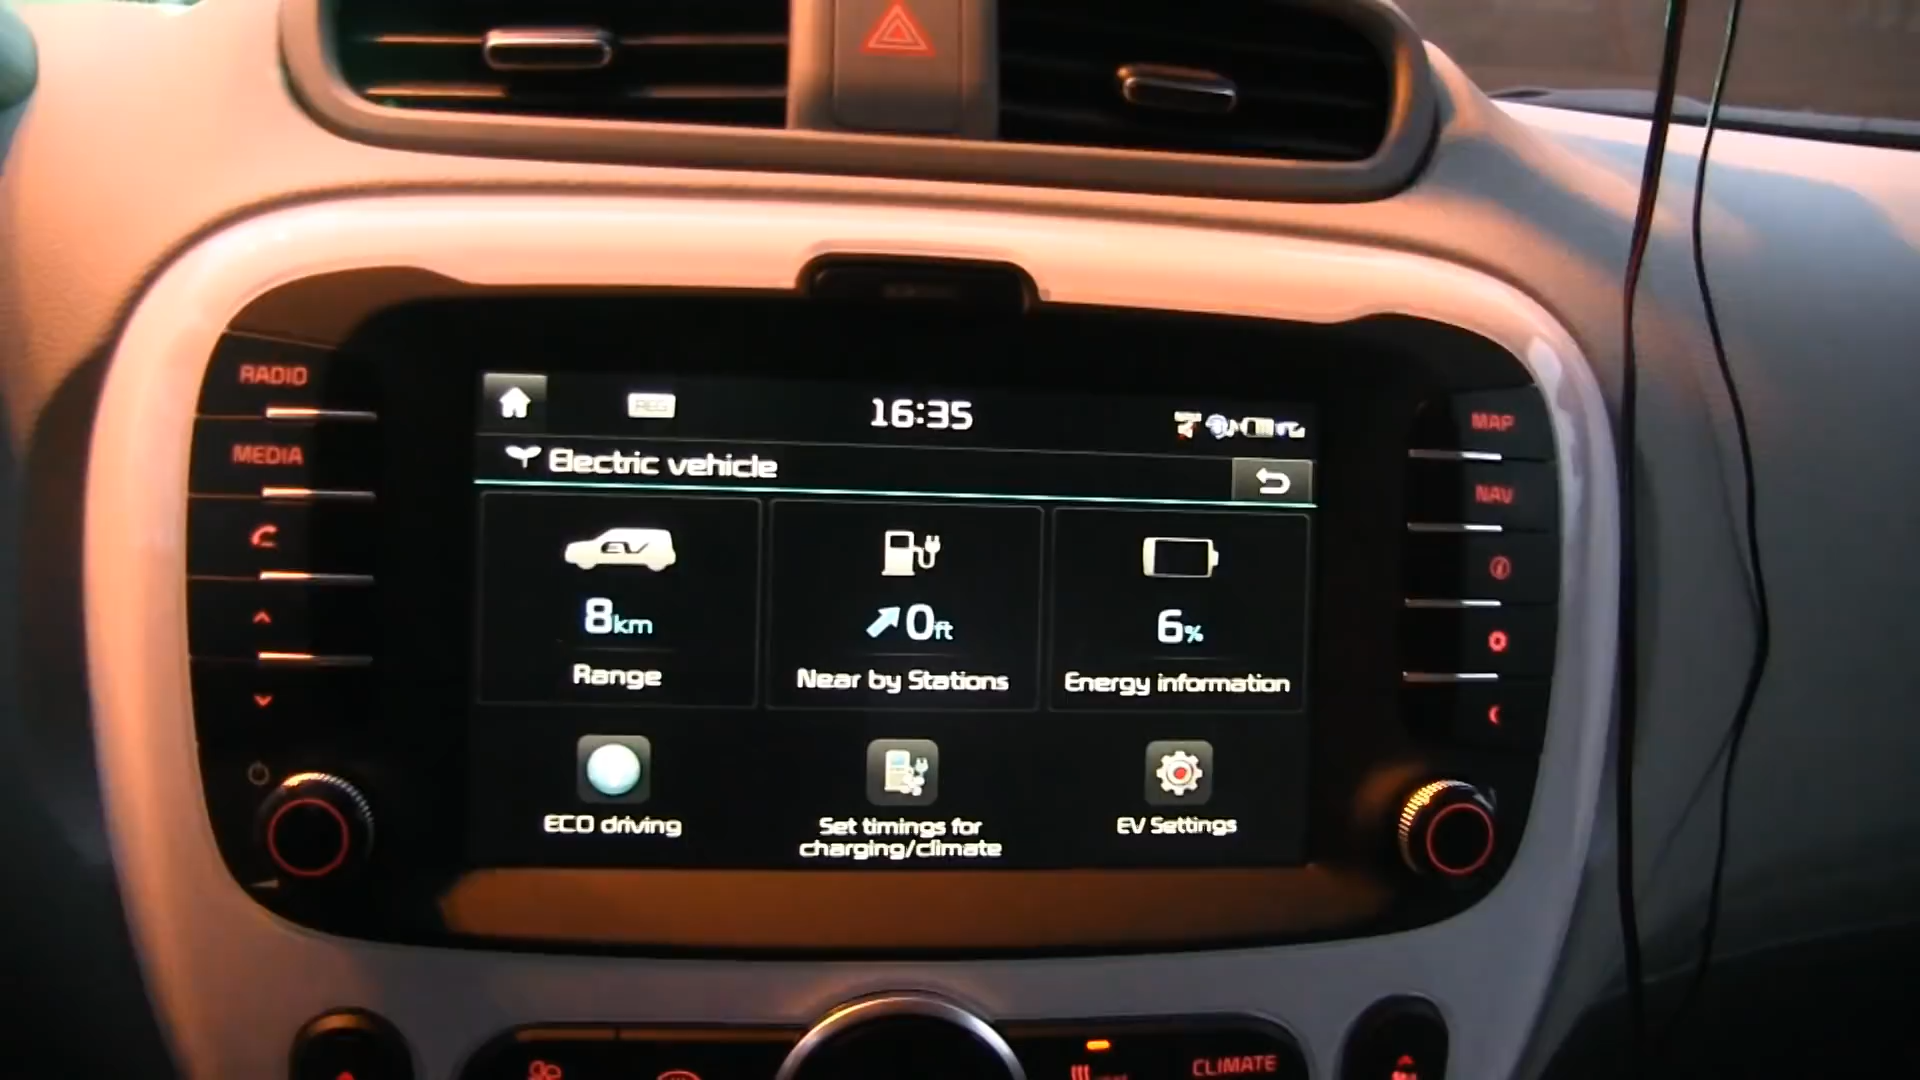 RADIO
MEDIA
MAP
NAV
REG
16:35
Electric vehicle
EV
8km
Range
0ft
Near by Stations
6%
Energy information
ECO driving
Set timings for
charging/climate
EV Settings
CLIMATE